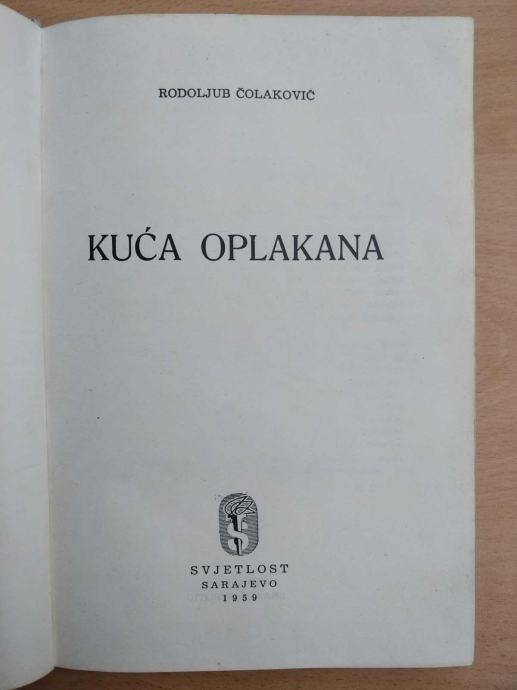 RODOLJUB ČOLAKOVIĆ
KUĆA OPLAKANA
S
SVJETLOST
SARAJEVO
1959